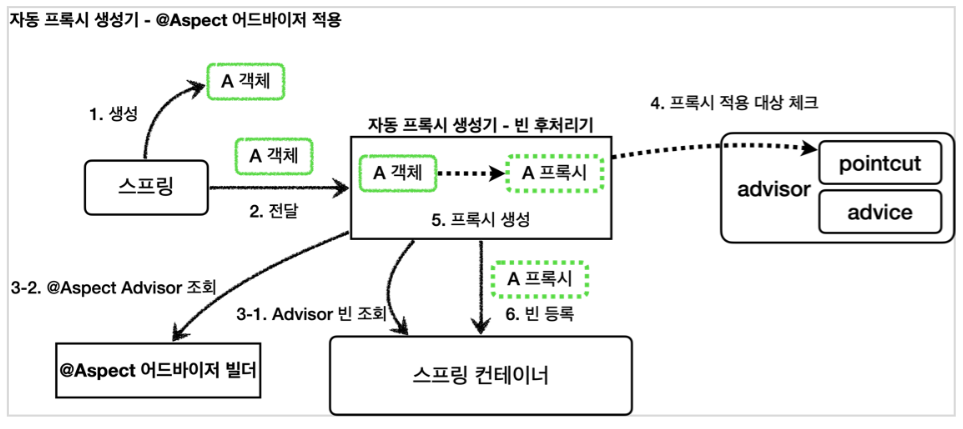 자동 프록시 생성기 - @Aspect 어드바이저 적용
A 객체
1. 생성
4. 프록시 적용 대상 체크
자동 프록시 생성기 - 빈 후처리기
A 객체
스프링
2. 전달
A 객체
A 프록시
5. 프록시 생성
advisor
pointcut
advice
3-2. @Aspect Advisor 조회
3-1. Advisor 빈 조회
A 프록시
6. 빈 등록
@Aspect 어드바이저 빌더
스프링 컨테이너